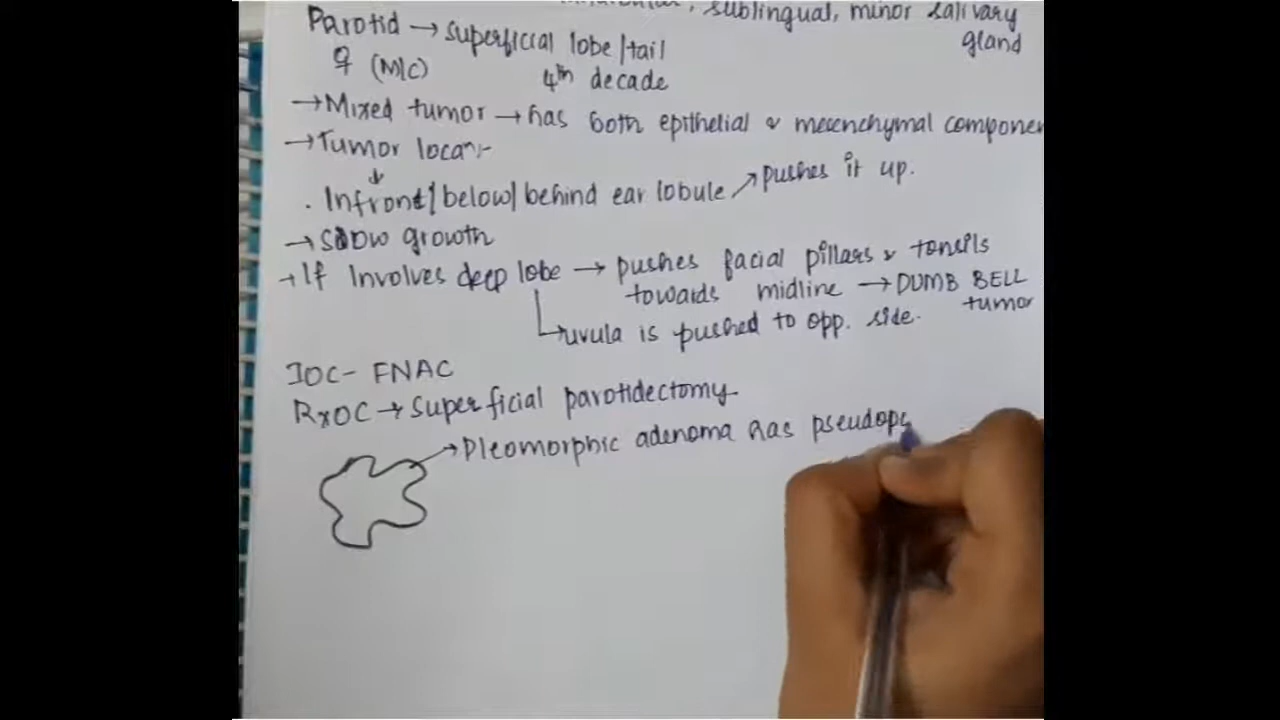 , sublingual, minor salivary
gland
Parotid → superficial lobe/tail
♀ (M/C) 4th decade
→ Mixed tumor → has both epithelial & mesenchymal componen
→ Tumor locan:-
↓
. Infront/below/behind ear lobule ↗ pushes it up.
→ slow growth
→ If Involves deep lobe → pushes facial pillars & tonsils
towards midline → DUMB BELL
tumor
→ uvula is pushed to opp. side.
IOC- FNAC
RxOC → Superficial parotidectomy
→ Pleomorphic adenoma has pseudopo